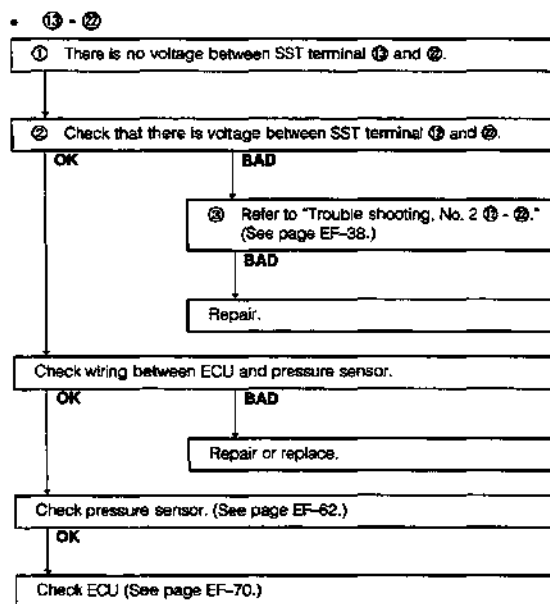 • ⑬ - ㉒
① There is no voltage between SST terminal ⑬ and ㉒.
② Check that there is voltage between SST terminal ⑫ and ㉒.
OK BAD
③ Refer to "Trouble shooting, No. 2 ⑫ - ㉒."
(See page EF–38.)
BAD
Repair.
Check wiring between ECU and pressure sensor.
OK BAD
Repair or replace.
Check pressure sensor. (See page EF–62.)
OK
Check ECU (See page EF–70.)